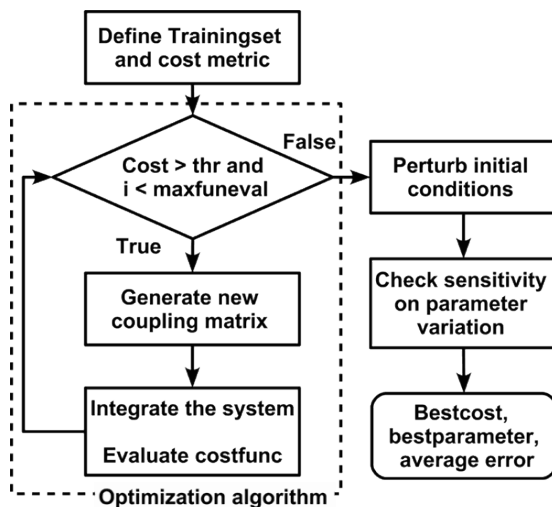 Define Trainingset
and cost metric
False
Cost > thr and
i < maxfuneval
True
Generate new
coupling matrix
Integrate the system
Evaluate costfunc
Optimization algorithm
Perturb initial
conditions
Check sensitivity
on parameter
variation
Bestcost,
bestparameter,
average error